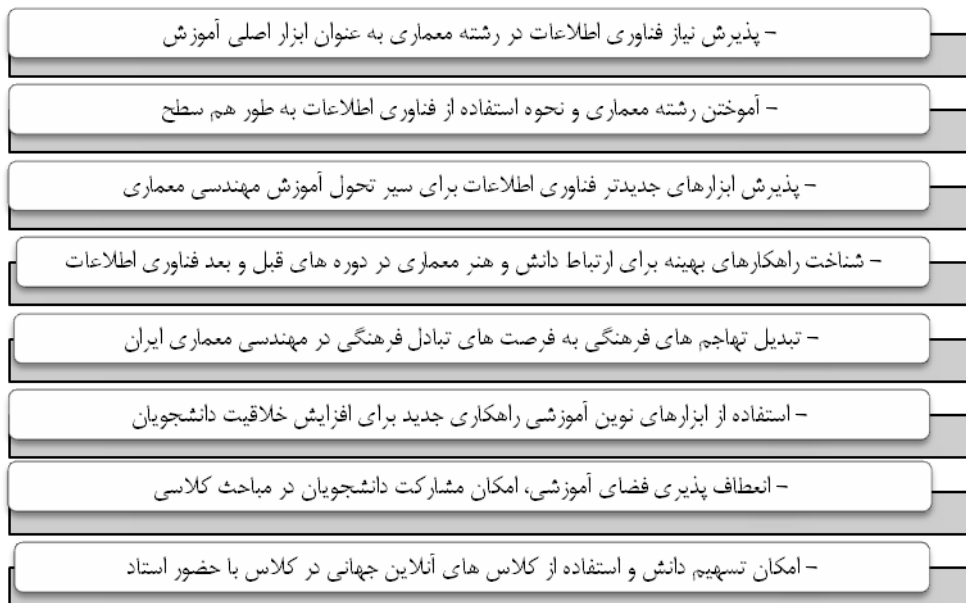 - پذیرش نیاز فناوری اطلاعات در رشته معماری به عنوان ابزار اصلی آموزش
- آموختن رشته معماری و نحوه استفاده از فناوری اطلاعات به طور هم سطح
- پذیرش ابزارهای جدیدتر فناوری اطلاعات برای سیر تحول آموزش مهندسی معماری
- شناخت راهکارهای بهینه برای ارتباط دانش و هنر معماری در دوره های قبل و بعد فناوری اطلاعات
- تبدیل تهاجم های فرهنگی به فرصت های تبادل فرهنگی در مهندسی معماری ایران
- استفاده از ابزارهای نوین آموزشی راهکاری جدید برای افزایش خلاقیت دانشجویان
- انعطاف پذیری فضای آموزشی، امکان مشارکت دانشجویان در مباحث کلاسی
- امکان تسهیم دانش و استفاده از کلاس های آنلاین جهانی در کلاس با حضور استاد